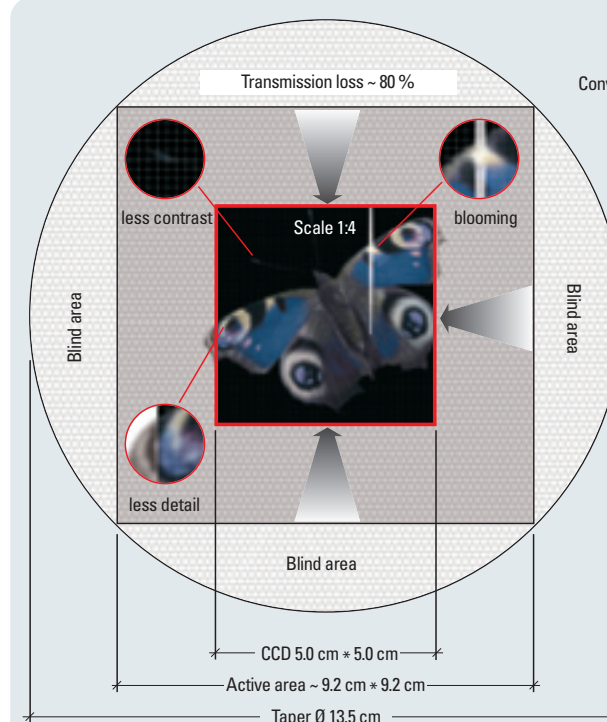 Transmission loss ~ 80 %
Conv
less contrast
Scale 1:4
blooming
Blind area
Blind area
less detail
Blind area
CCD 5.0 cm * 5.0 cm
Active area ~ 9.2 cm * 9.2 cm
Taper Ø 13.5 cm